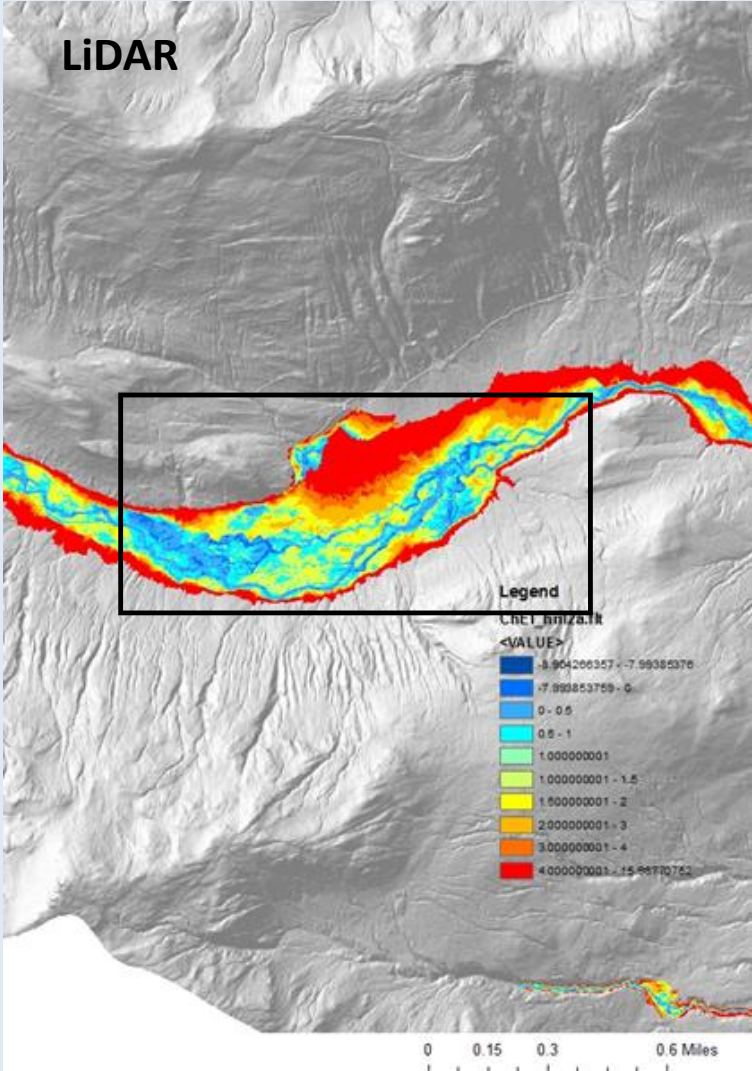 LiDAR
Legend
<VALUE>
-8.904266357 - -7.99385376
-7.993853759 - 0
0 - 0.5
0.5 - 1
1.000000001
1.000000001 - 1.5
1.500000001 - 2
2.000000001 - 3
3.000000001 - 4
4.000000001 - 15.98770752
0 0.15 0.3 0.6 Miles